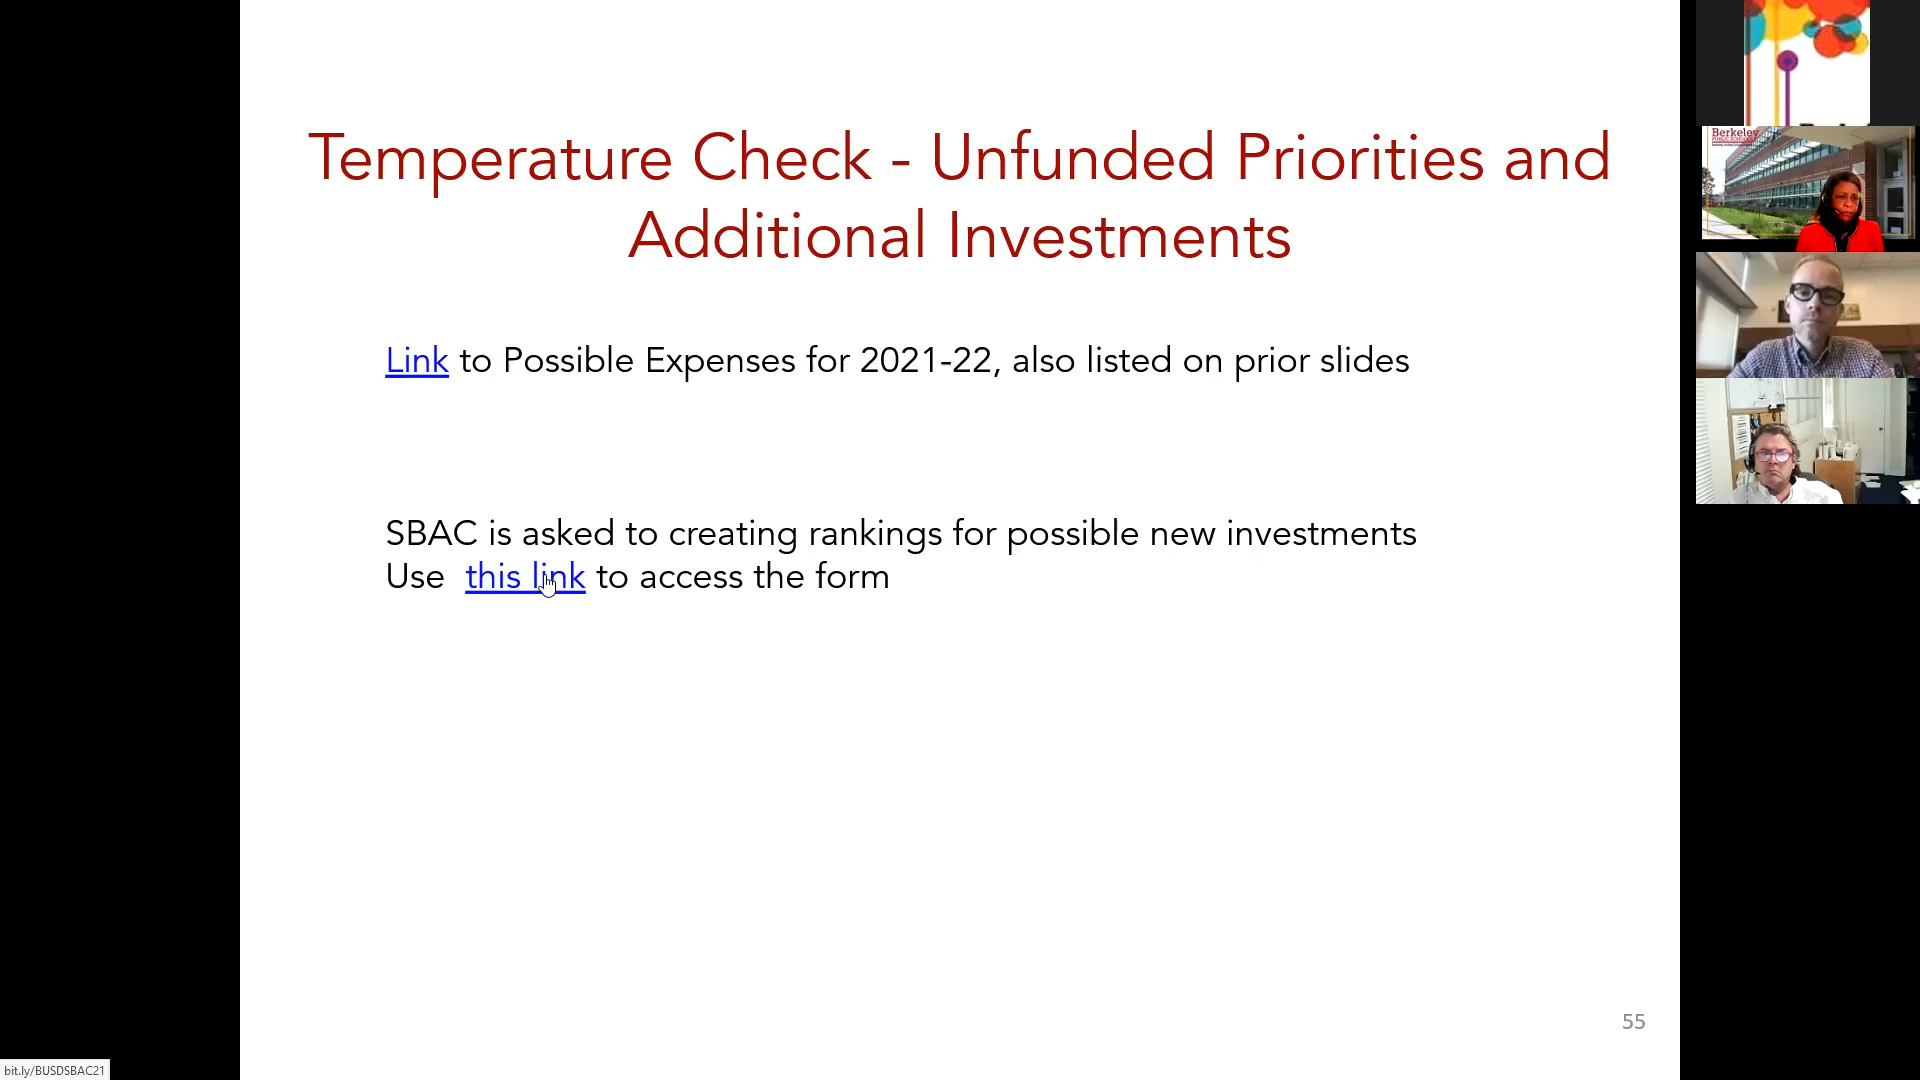 Temperature Check - Unfunded Priorities and
Additional Investments
Link to Possible Expenses for 2021-22, also listed on prior slides
SBAC is asked to creating rankings for possible new investments
Use this link to access the form
55
bit.ly/BUSDSBAC21
Berkeley